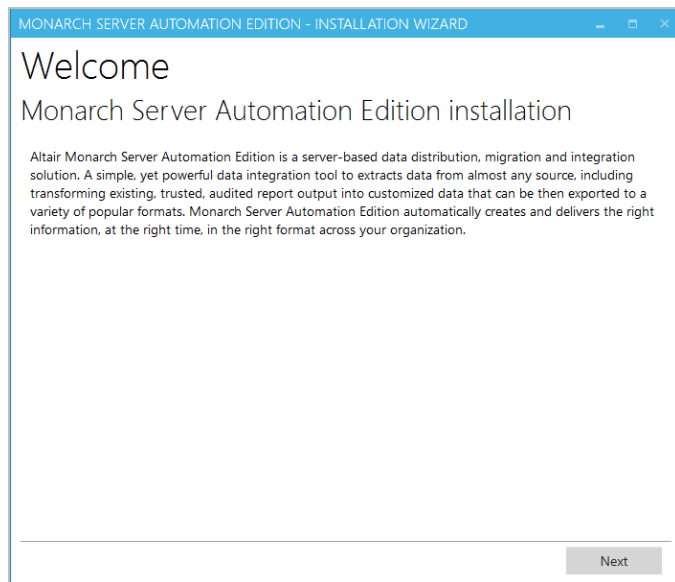 MONARCH SERVER AUTOMATION EDITION - INSTALLATION WIZARD
Welcome
Monarch Server Automation Edition installation
Altair Monarch Server Automation Edition is a server-based data distribution, migration and integration
solution. A simple, yet powerful data integration tool to extracts data from almost any source, including
transforming existing, trusted, audited report output into customized data that can be then exported to a
variety of popular formats. Monarch Server Automation Edition automatically creates and delivers the right
information, at the right time, in the right format across your organization.
Next